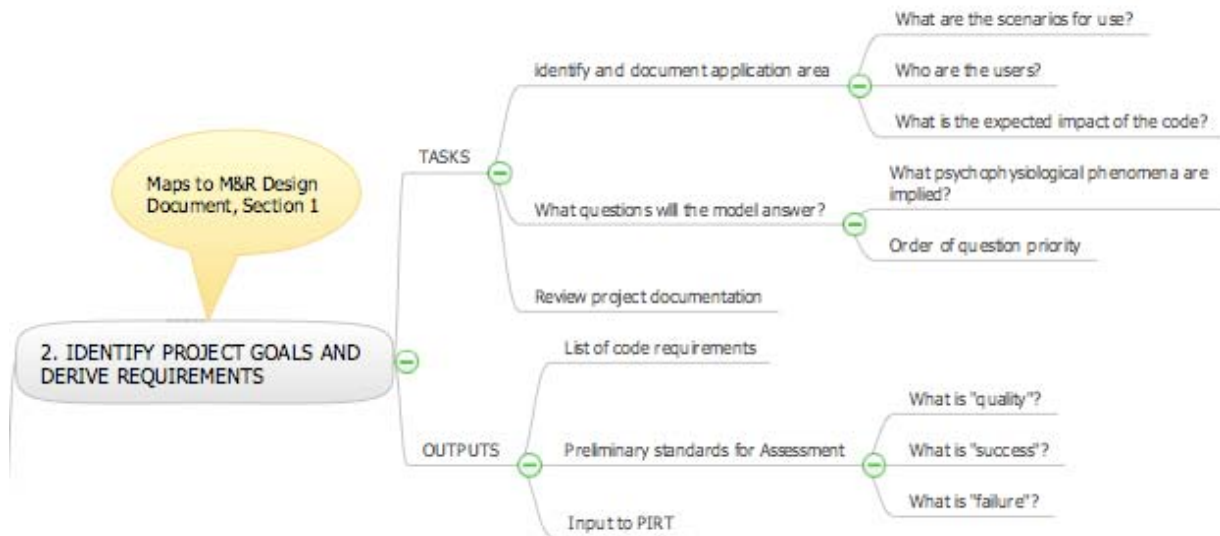 What are the scenarios for use?
identify and document application area
Who are the users?
What is the expected impact of the code?
TASKS
What psychophysiological phenomena are
implied?
What questions will the model answer?
Order of question priority
Review project documentation
Maps to M&R Design
Document, Section 1
2. IDENTIFY PROJECT GOALS AND
DERIVE REQUIREMENTS
List of code requirements
What is "quality"?
OUTPUTS
Preliminary standards for Assessment
What is "success"?
What is "failure"?
Input to PIRT